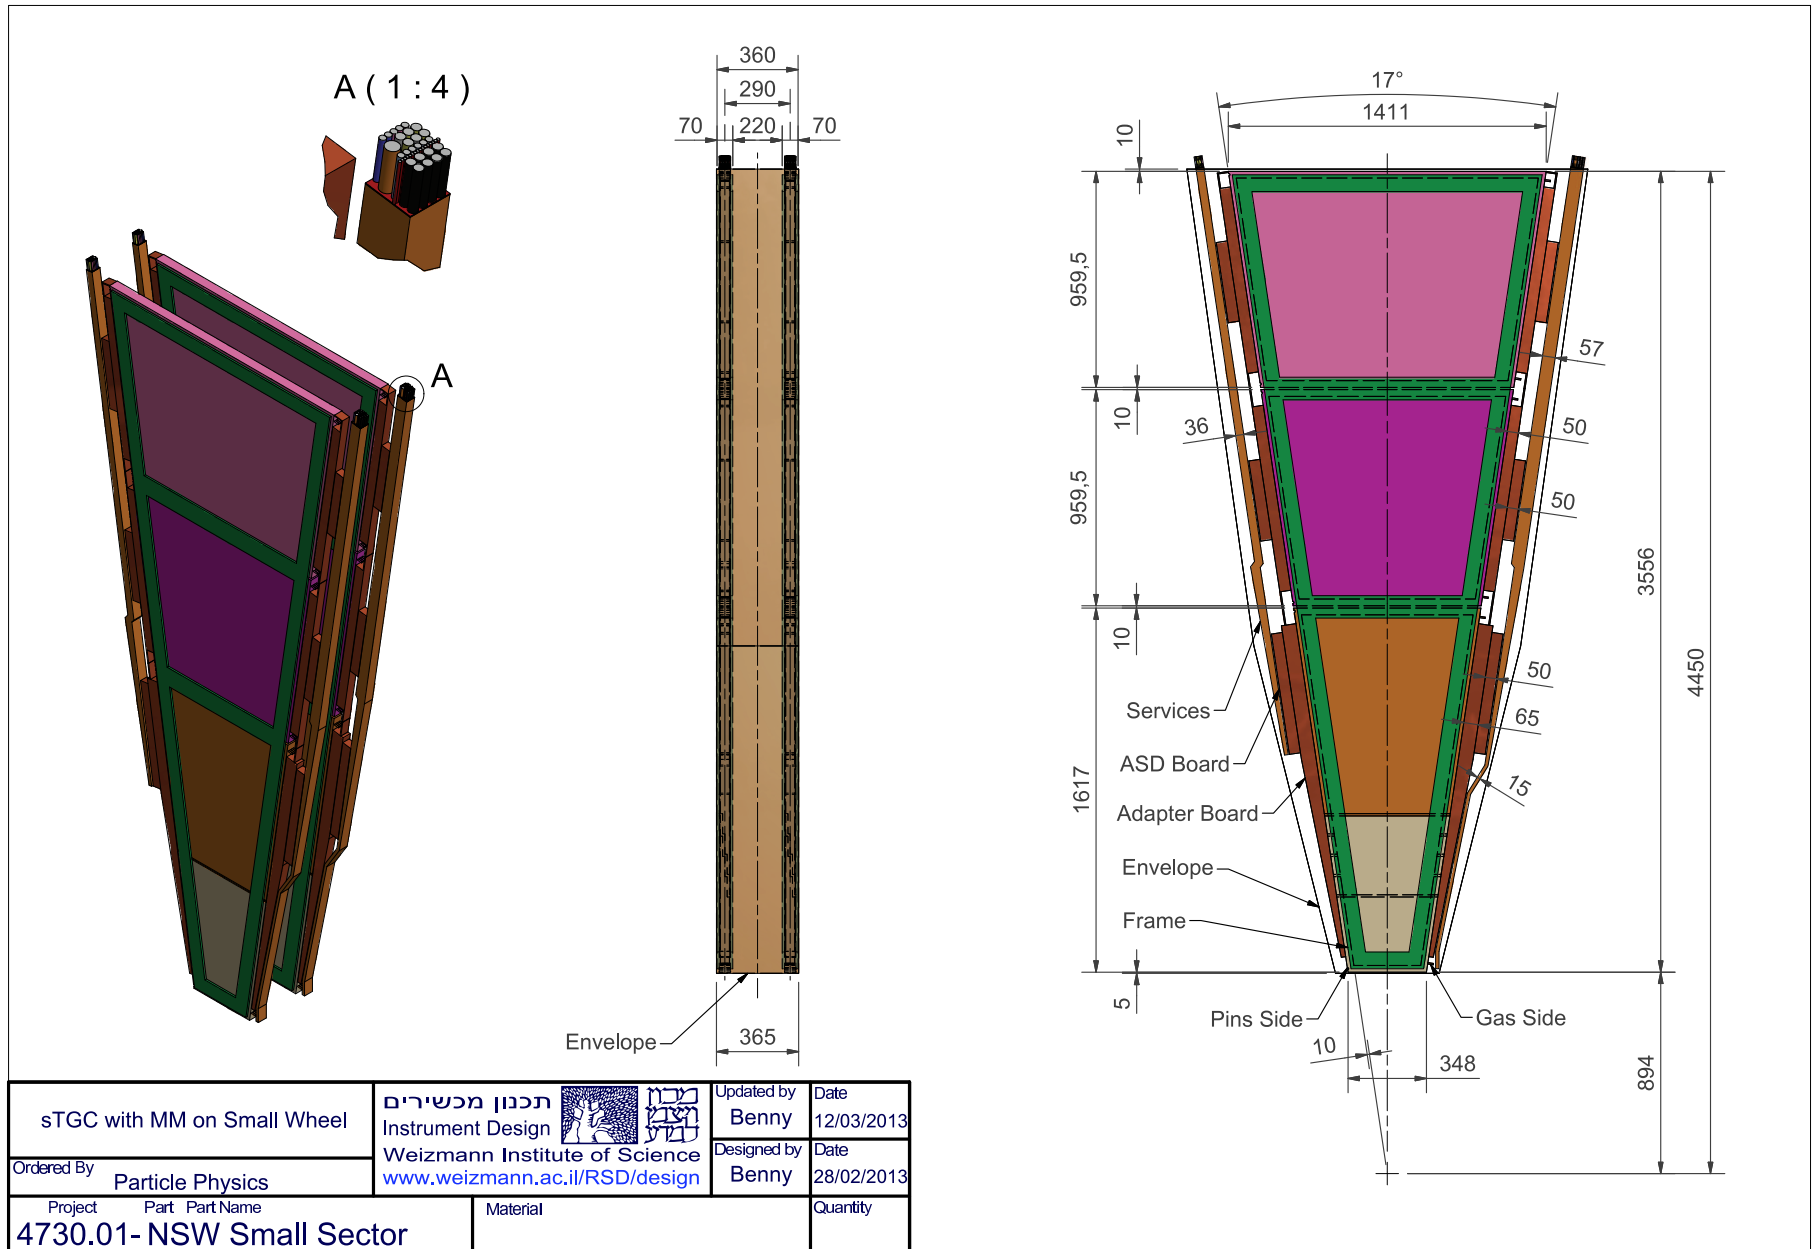 A ( 1 : 4 )
A
360
290
70
220
70
Envelope
365
17°
1411
10
959,5
10
959,5
10
1617
5
36
57
50
50
50
65
15
3556
4450
894
Services
ASD Board
Adapter Board
Envelope
Frame
Pins Side
Gas Side
10
348
sTGC with MM on Small Wheel
Ordered By
Particle Physics
תכנון מכשירים
Instrument Design
מכון
ויצמן
למדע
Weizmann Institute of Science
www.weizmann.ac.il/RSD/design
Updated by
Benny
Date
12/03/2013
Designed by
Benny
Date
28/02/2013
Project
Part
Part Name
4730.01- NSW Small Sector
Material
Quantity